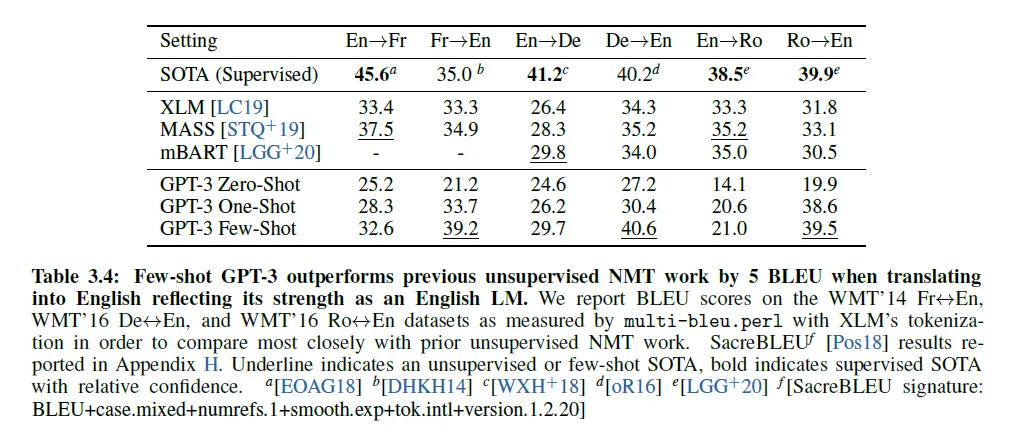 Setting En→Fr Fr→En En→De De→En En→Ro Ro→En
SOTA (Supervised) 45.6a 35.0 b 41.2c 40.2d 38.5e 39.9e
XLM [LC19] 33.4 33.3 26.4 34.3 33.3 31.8
MASS [STQ+19] 37.5 34.9 28.3 35.2 35.2 33.1
mBART [LGG+20] - - 29.8 34.0 35.0 30.5
GPT-3 Zero-Shot 25.2 21.2 24.6 27.2 14.1 19.9
GPT-3 One-Shot 28.3 33.7 26.2 30.4 20.6 38.6
GPT-3 Few-Shot 32.6 39.2 29.7 40.6 21.0 39.5
Table 3.4: Few-shot GPT-3 outperforms previous unsupervised NMT work by 5 BLEU when translating
into English reflecting its strength as an English LM. We report BLEU scores on the WMT'14 Fr↔En,
WMT'16 De↔En, and WMT'16 Ro↔En datasets as measured by multi-bleu.perl with XLM's tokeniza-
tion in order to compare most closely with prior unsupervised NMT work. SacreBLEUf [Pos18] results re-
ported in Appendix H. Underline indicates an unsupervised or few-shot SOTA, bold indicates supervised SOTA
with relative confidence. a[EOAG18] b[DHKH14] c[WXH+18] d[oR16] e[LGG+20] f[SacreBLEU signature:
BLEU+case.mixed+numrefs.1+smooth.exp+tok.intl+version.1.2.20]